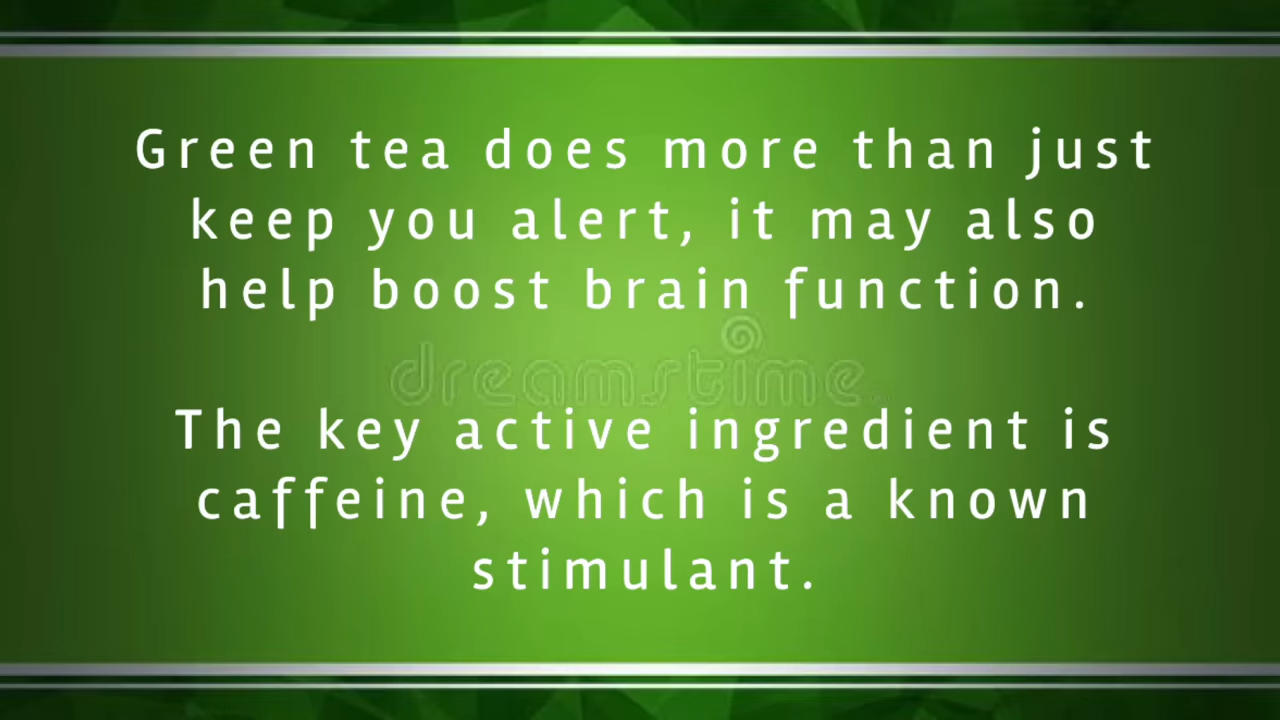 Green tea does more than just
keep you alert, it may also
help boost brain function.
dreamstime
The key active ingredient is
caffeine, which is a known
stimulant.